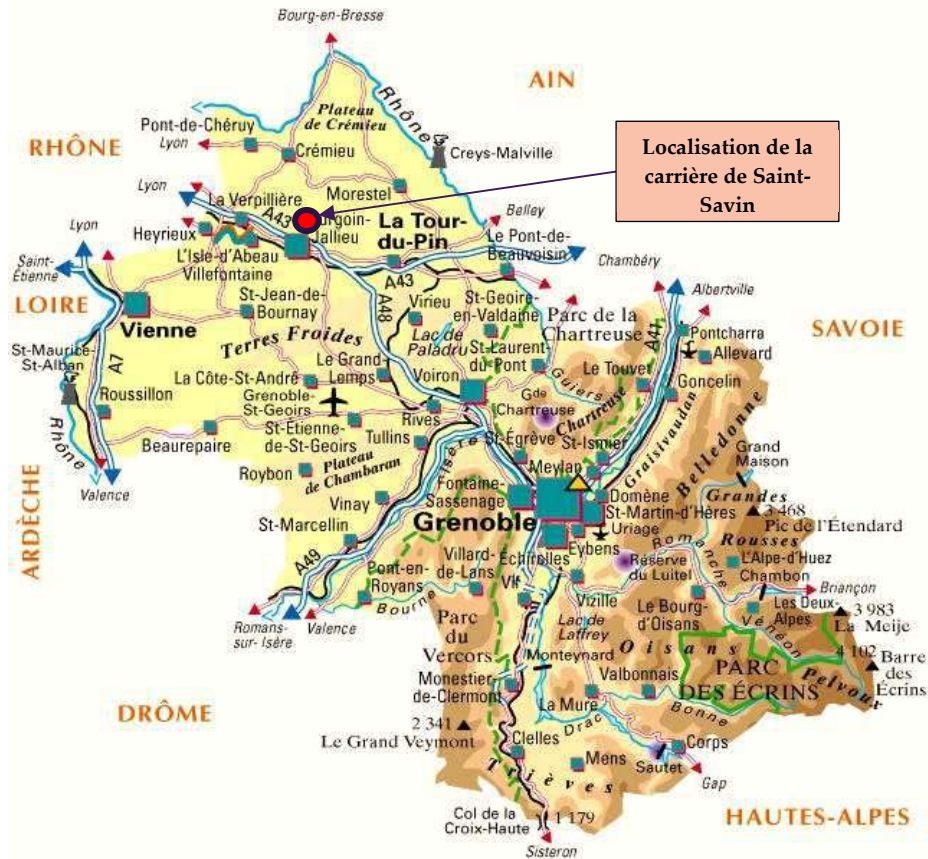 Bourg-en-Bresse
AIN
Rhône
Plateau
de Crémieu
Pont-de-Chéruy
Lyon
RHÔNE
Crémieu
Creys-Malville
Localisation de la
carrière de Saint-
Savin
Morestel
Lyon
La Verpillière
A43
Bourgoin-
Jallieu
La Tour-
du-Pin
Belley
Heyrieux
L'Isle-d'Abeau
Villefontaine
Le Pont-de-
Beauvoisin
Lyon
Saint-
Étienne
A43
Chambéry
LOIRE
Vienne
St-Jean-de-
Bournay
A48
Virieu
St-Geoire-
en-Valdaine
Parc de la
Chartreuse
Albertville
A41
Pontcharra
SAVOIE
Allevard
Terres Froides
Lac de
Paladru
St-Laurent-
du-Pont
Le Touvet
Goncelin
St-Maurice-
St-Alban
A7
Le Grand-
Lemps
La Côte-St-André
Voiron
Guiers
Gde
Chartreuse
Chartreuse
Roussillon
Grenoble-
St-Geoirs
Rives
Graisivaudan
Belledonne
Beaurepaire
St-Étienne-
de-St-Geoirs
Tullins
Isère
St-Égrève
St-Ismier
Grand
Maison
Rhône
Valence
Roybon
Plateau
de Chambaran
Vinay
Fontaine-
Sassenage
Meylan
Domène
Grandes
Rousses
3 468
Pic de l'Étendard
ARDÈCHE
St-Marcellin
Grenoble
St-Martin-d'Hères
Uriage
Eybens
Échirolles
Romanche
L'Alpe-d'Huez
A49
Villard-
de-Lans
Vif
Réserve
du Luitel
Chambon
Briançon
Pont-en-
Royans
Bourne
Vizille
Le Bourg-
d'Oisans
Les Deux-
Alpes
3 983
La Meije
Romans-
sur-Isère
Valence
Parc
du
Vercors
Lac de
Laffrey
Vénéon
Oisans
4 102
Barre
des
Écrins
Monteynard
PARC
DES ÉCRINS
Pelvoux
Monestier-
de-Clermont
Valbonnais
La Mure
Bonne
DRÔME
2 341
Le Grand Veymont
Drac
Clelles
Corps
Mens
Sautet
Gap
Trièves
Col de la
Croix-Haute
1 179
HAUTES-ALPES
Sisteron